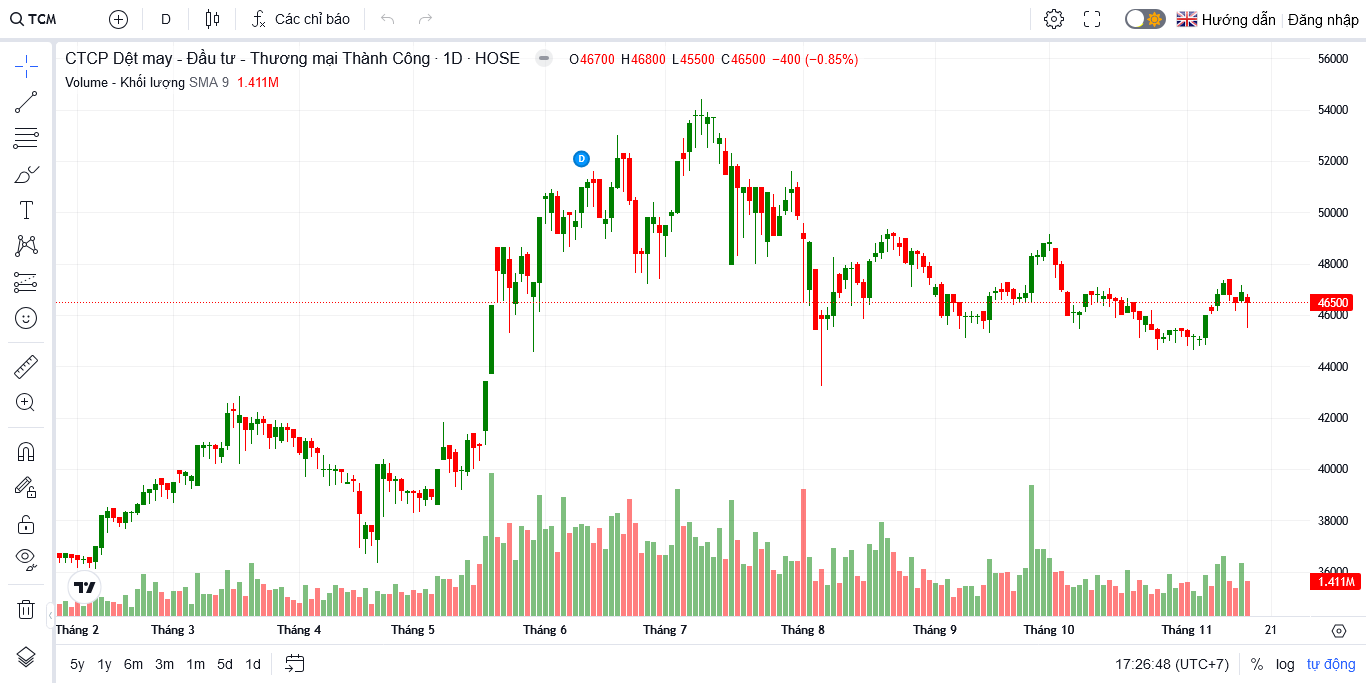 TCM D Các chỉ báo Hướng dẫn Đăng nhập
CTCP Dệt may - Đầu tư - Thương mại Thành Công · 1D · HOSE O46700 H46800 L45500 C46500 −400 (−0.85%)
Volume - Khối lượng SMA 9 1.411M
56000
54000
D
52000
50000
48000
46500
46000
44000
42000
40000
38000
36000
1.411M
Tháng 2 Tháng 3 Tháng 4 Tháng 5 Tháng 6 Tháng 7 Tháng 8 Tháng 9 Tháng 10 Tháng 11 21
5y 1y 6m 3m 1m 5d 1d 17:26:48 (UTC+7) % log tự động